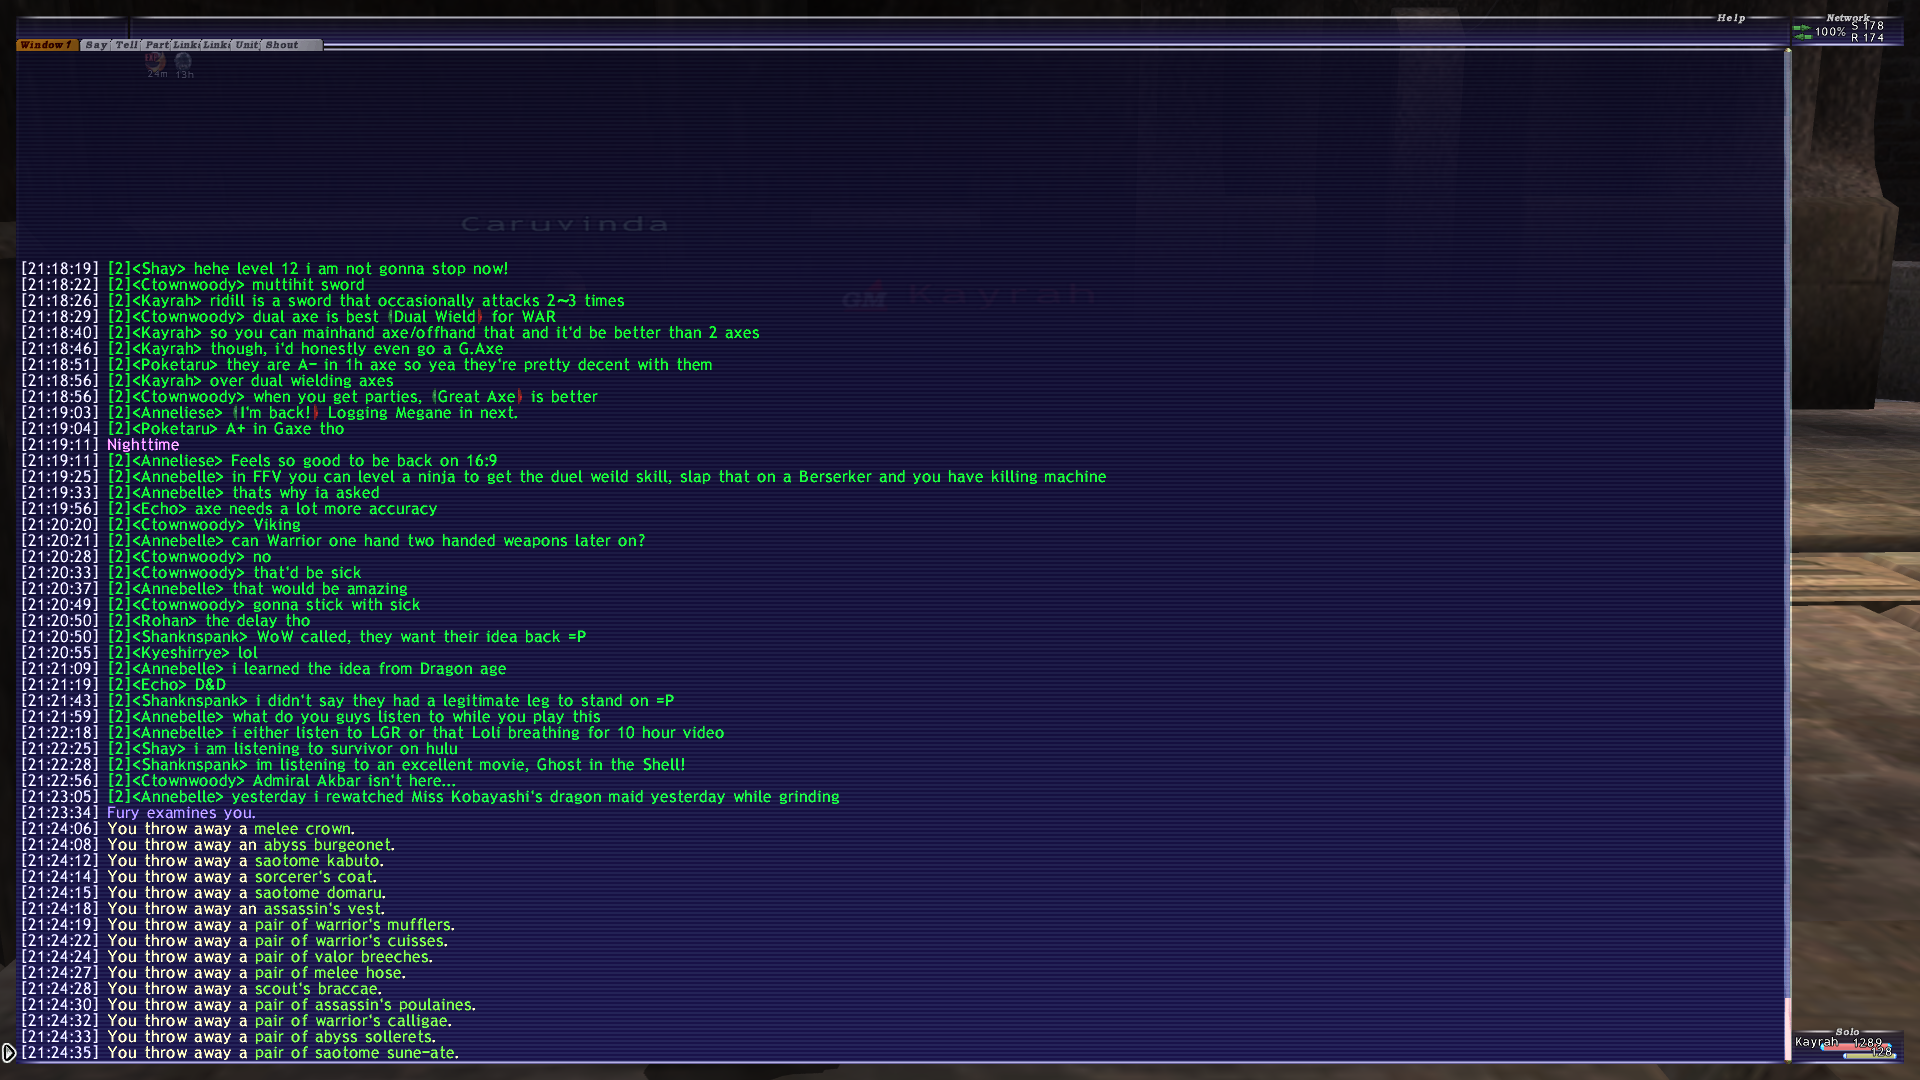 Help
Network
S 178
100%
R 174
Window 1 Say Tell Part Link Link Unit Shout
24m 13h
Caruvinda
GM Kayrah
[21:18:19] [2]<Shay> hehe level 12 i am not gonna stop now!
[21:18:22] [2]<Ctownwoody> muttihit sword
[21:18:26] [2]<Kayrah> ridill is a sword that occasionally attacks 2~3 times
[21:18:29] [2]<Ctownwoody> dual axe is best (Dual Wield) for WAR
[21:18:40] [2]<Kayrah> so you can mainhand axe/offhand that and it'd be better than 2 axes
[21:18:46] [2]<Kayrah> though, i'd honestly even go a G.Axe
[21:18:51] [2]<Poketaru> they are A- in 1h axe so yea they're pretty decent with them
[21:18:56] [2]<Kayrah> over dual wielding axes
[21:18:56] [2]<Ctownwoody> when you get parties, (Great Axe) is better
[21:19:03] [2]<Anneliese> (I'm back!) Logging Megane in next.
[21:19:04] [2]<Poketaru> A+ in Gaxe tho
[21:19:11] Nighttime
[21:19:11] [2]<Anneliese> Feels so good to be back on 16:9
[21:19:25] [2]<Annebelle> in FFV you can level a ninja to get the duel weild skill, slap that on a Berserker and you have killing machine
[21:19:33] [2]<Annebelle> thats why ia asked
[21:19:56] [2]<Echo> axe needs a lot more accuracy
[21:20:20] [2]<Ctownwoody> Viking
[21:20:21] [2]<Annebelle> can Warrior one hand two handed weapons later on?
[21:20:28] [2]<Ctownwoody> no
[21:20:33] [2]<Ctownwoody> that'd be sick
[21:20:37] [2]<Annebelle> that would be amazing
[21:20:49] [2]<Ctownwoody> gonna stick with sick
[21:20:50] [2]<Rohan> the delay tho
[21:20:50] [2]<Shanknspank> WoW called, they want their idea back =P
[21:20:55] [2]<Kyeshirrye> lol
[21:21:09] [2]<Annebelle> i learned the idea from Dragon age
[21:21:19] [2]<Echo> D&D
[21:21:43] [2]<Shanknspank> i didn't say they had a legitimate leg to stand on =P
[21:21:59] [2]<Annebelle> what do you guys listen to while you play this
[21:22:18] [2]<Annebelle> i either listen to LGR or that Loli breathing for 10 hour video
[21:22:25] [2]<Shay> i am listening to survivor on hulu
[21:22:28] [2]<Shanknspank> im listening to an excellent movie, Ghost in the Shell!
[21:22:56] [2]<Ctownwoody> Admiral Akbar isn't here...
[21:23:05] [2]<Annebelle> yesterday i rewatched Miss Kobayashi's dragon maid yesterday while grinding
[21:23:34] Fury examines you.
[21:24:06] You throw away a melee crown.
[21:24:08] You throw away an abyss burgeonet.
[21:24:12] You throw away a saotome kabuto.
[21:24:14] You throw away a sorcerer's coat.
[21:24:15] You throw away a saotome domaru.
[21:24:18] You throw away an assassin's vest.
[21:24:19] You throw away a pair of warrior's mufflers.
[21:24:22] You throw away a pair of warrior's cuisses.
[21:24:24] You throw away a pair of valor breeches.
[21:24:27] You throw away a pair of melee hose.
[21:24:28] You throw away a scout's braccae.
[21:24:30] You throw away a pair of assassin's poulaines.
[21:24:32] You throw away a pair of warrior's calligae.
[21:24:33] You throw away a pair of abyss sollerets.
[21:24:35] You throw away a pair of saotome sune-ate.
Solo
Kayrah 1289
128